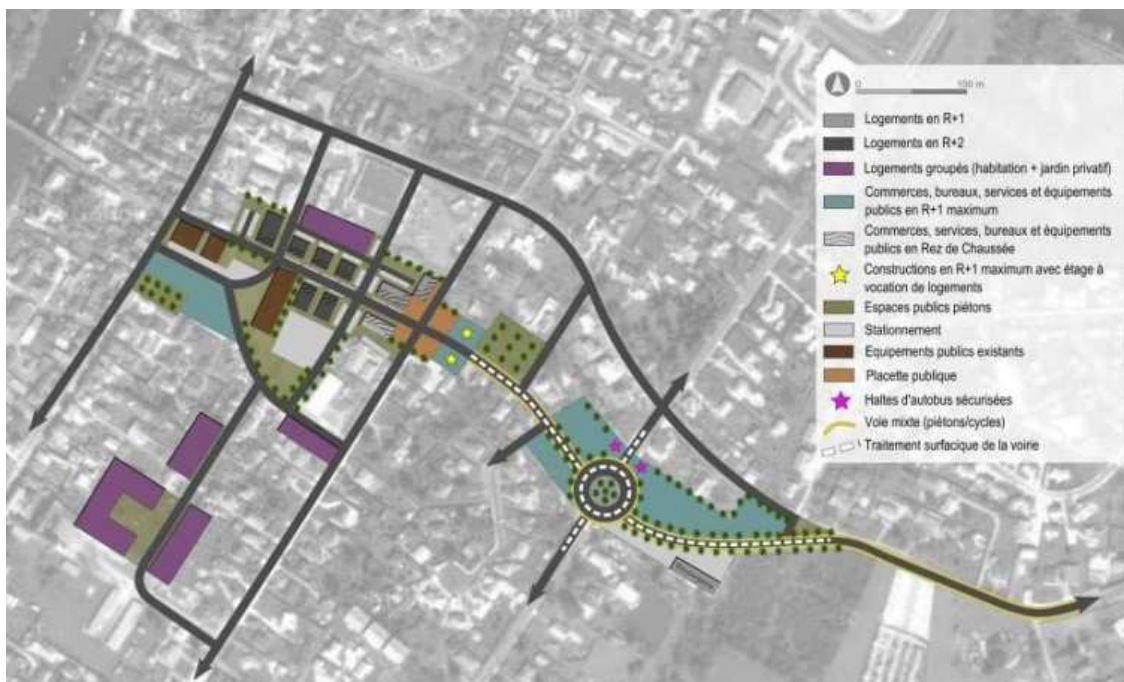 0 100 m
Logements en R+1
Logements en R+2
Logements groupés (habitation + jardin privatif)
Commerces, bureaux, services et équipements
publics en R+1 maximum
Commerces, services, bureaux et équipements
publics en Rez de Chaussée
Constructions en R+1 maximum avec étage à
vocation de logements
Espaces publics piétons
Stationnement
Equipements publics existants
Placette publique
Haltes d'autobus sécurisées
Voie mixte (piétons/cycles)
Traitement surfacique de la voirie